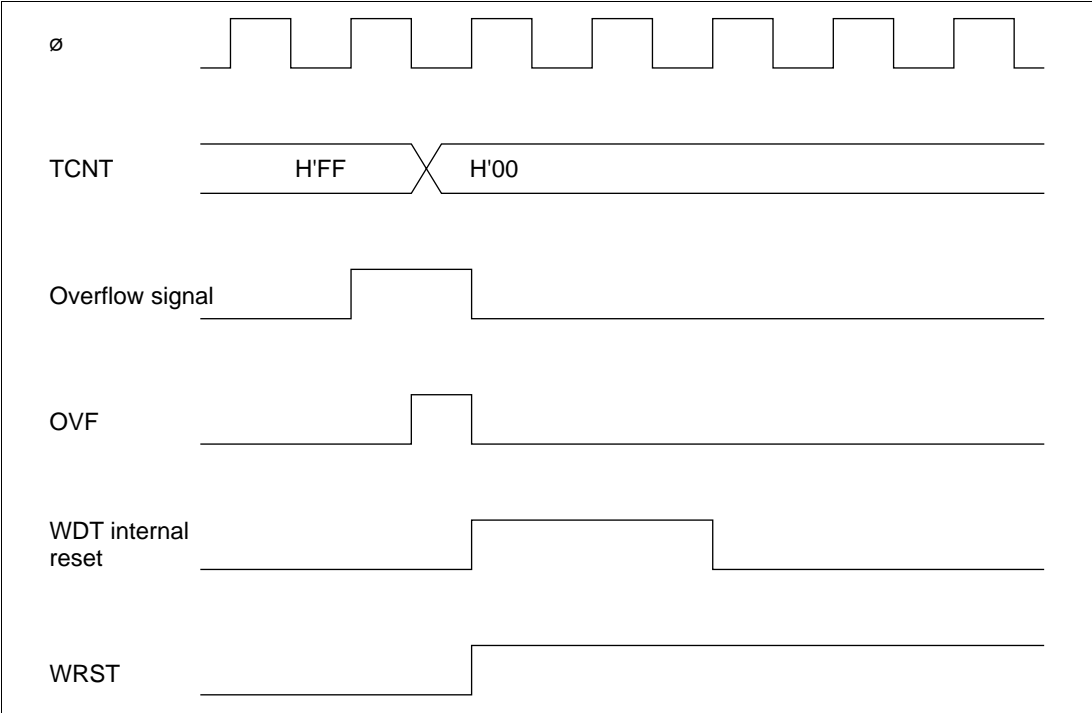 ø
TCNT
H'FF
H'00
Overflow signal
OVF
WDT internal
reset
WRST